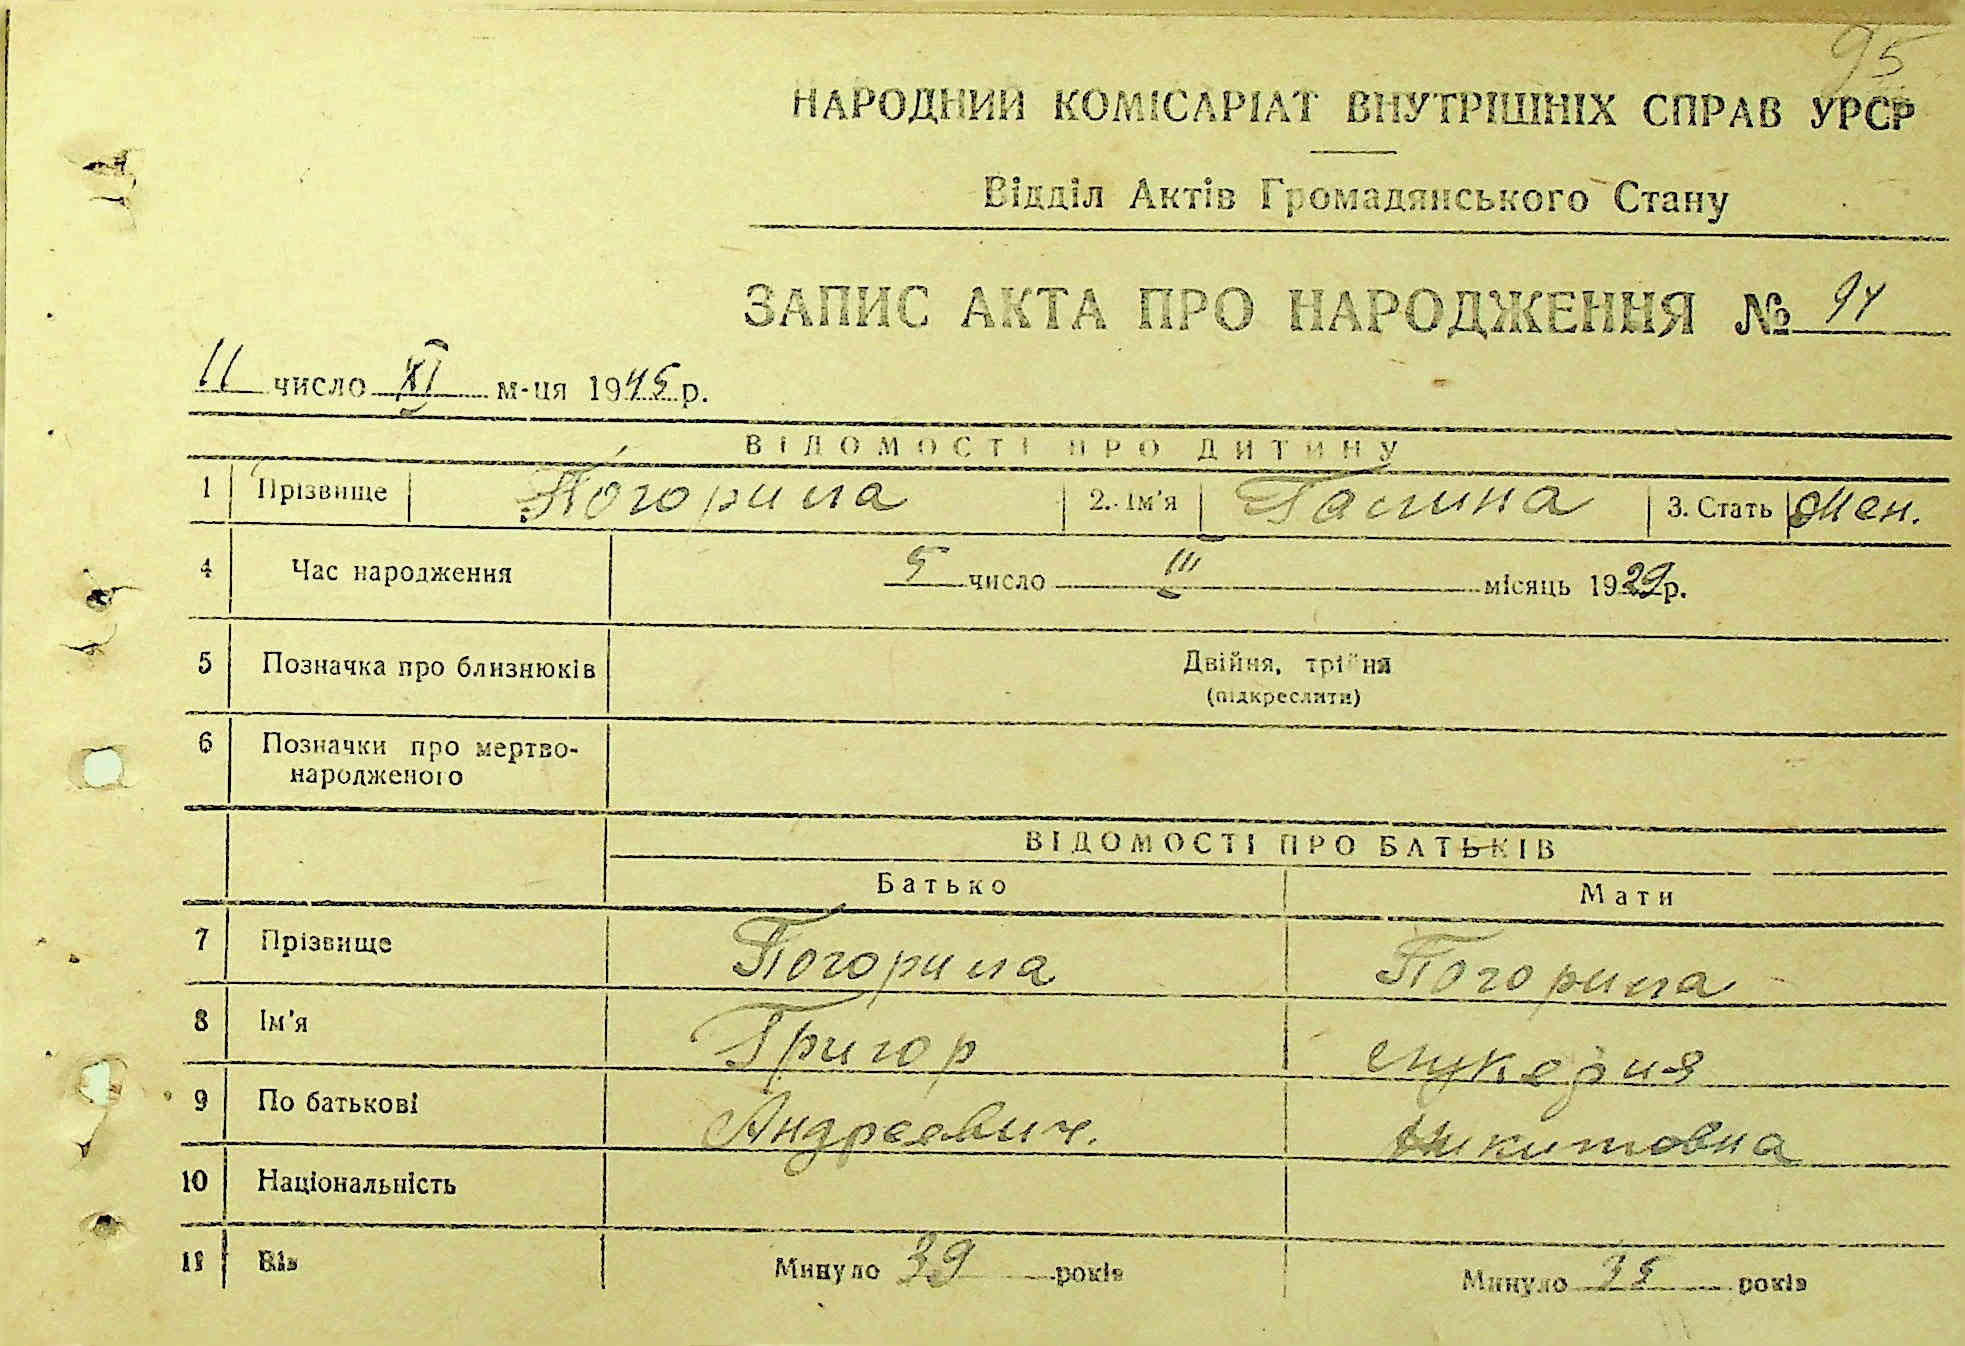 95
НАРОДНИЙ КОМІСАРІАТ ВНУТРІШНІХ СПРАВ УРСР
Відділ Актів Громадянського Стану
ЗАПИС АКТА ПРО НАРОДЖЕННЯ № 94
11 число XI м-ця 1945 р.
ВІДОМОСТІ ПРО ДИТИНУ
1 Прізвище Погорила 2. Ім'я Галина 3. Стать Жен.
4 Час народження 5 число III місяць 1929 р.
5 Позначка про близнюків Двійня, трійня
(підкреслити)
6 Позначки про мертво-
народженого
ВІДОМОСТІ ПРО БАТЬКІВ
Батько Мати
7 Прізвище Погорила Погорила
8 Ім'я Григор Лукерия
9 По батькові Андреевич. Никитовна
10 Національність
11 Вік Минуло 39 років Минуло 35 років